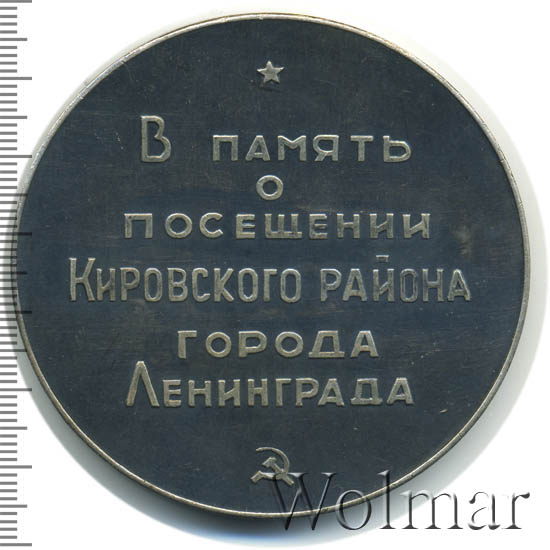 В ПАМЯТЬ
О
ПОСЕЩЕНИИ
КИРОВСКОГО РАЙОНА
ГОРОДА
ЛЕНИНГРАДА
Wolmar